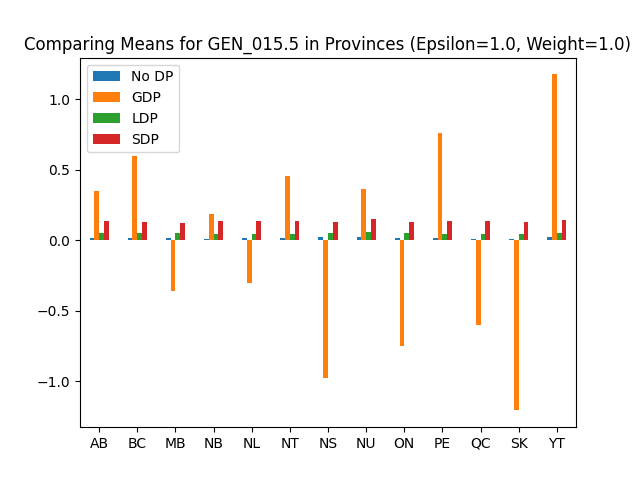 Comparing Means for GEN_015.5 in Provinces (Epsilon=1.0, Weight=1.0)
No DP
GDP
LDP
SDP
1.0
0.5
0.0
−0.5
−1.0
AB BC MB NB NL NT NS NU ON PE QC SK YT